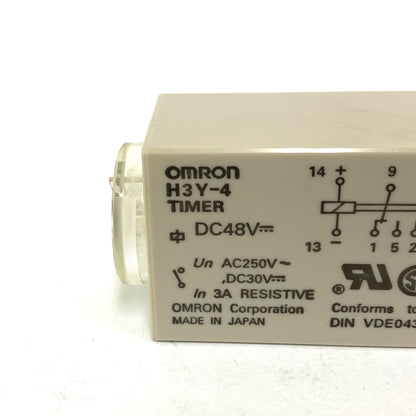 OMRON
H3Y-4
TIMER
DC48V⎓
Un AC250V~
,DC30V⎓
In 3A RESISTIVE
OMRON Corporation
MADE IN JAPAN
14 + 9
13 − 1 5
®
Conforms to
DiN VDE043